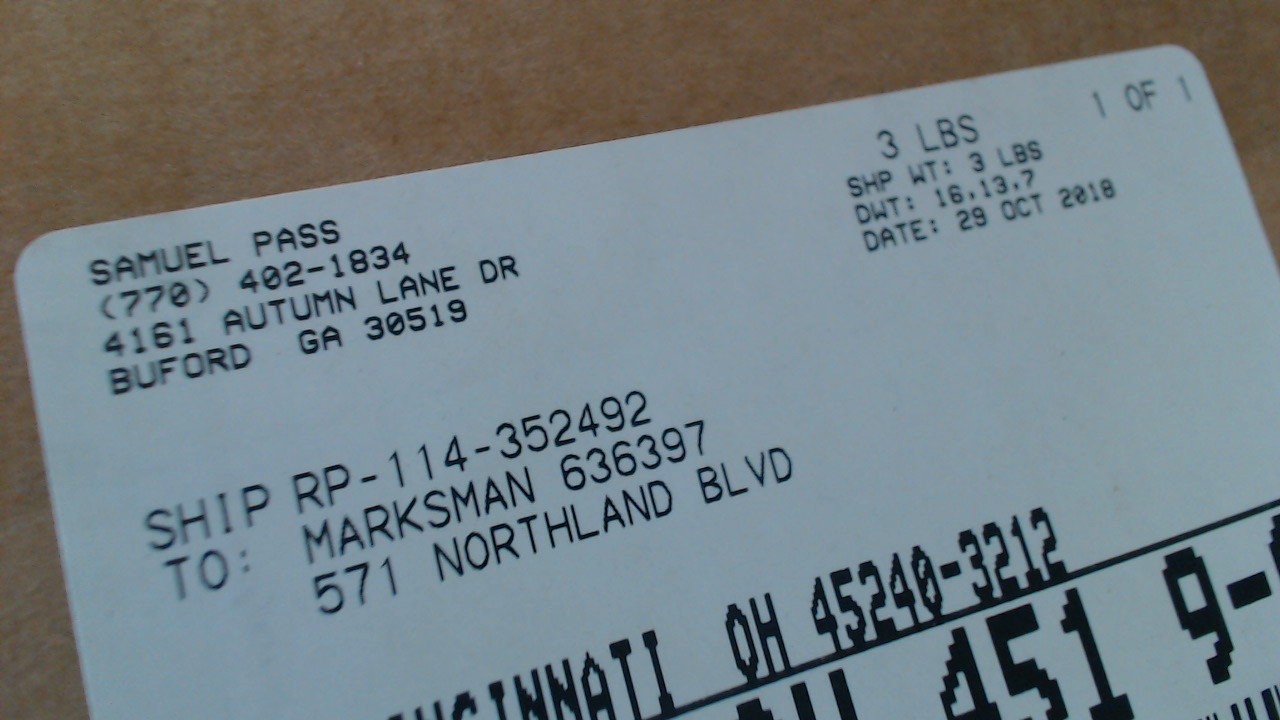 SAMUEL PASS
(770) 402-1834
4161 AUTUMN LANE DR
BUFORD GA 30519
3 LBS
1 OF 1
SHP WT: 3 LBS
DWT: 16,13,7
DATE: 29 OCT 2018
SHIP TO:
RP-114-352492
MARKSMAN 636397
571 NORTHLAND BLVD
OH 45240-3212
451 9-